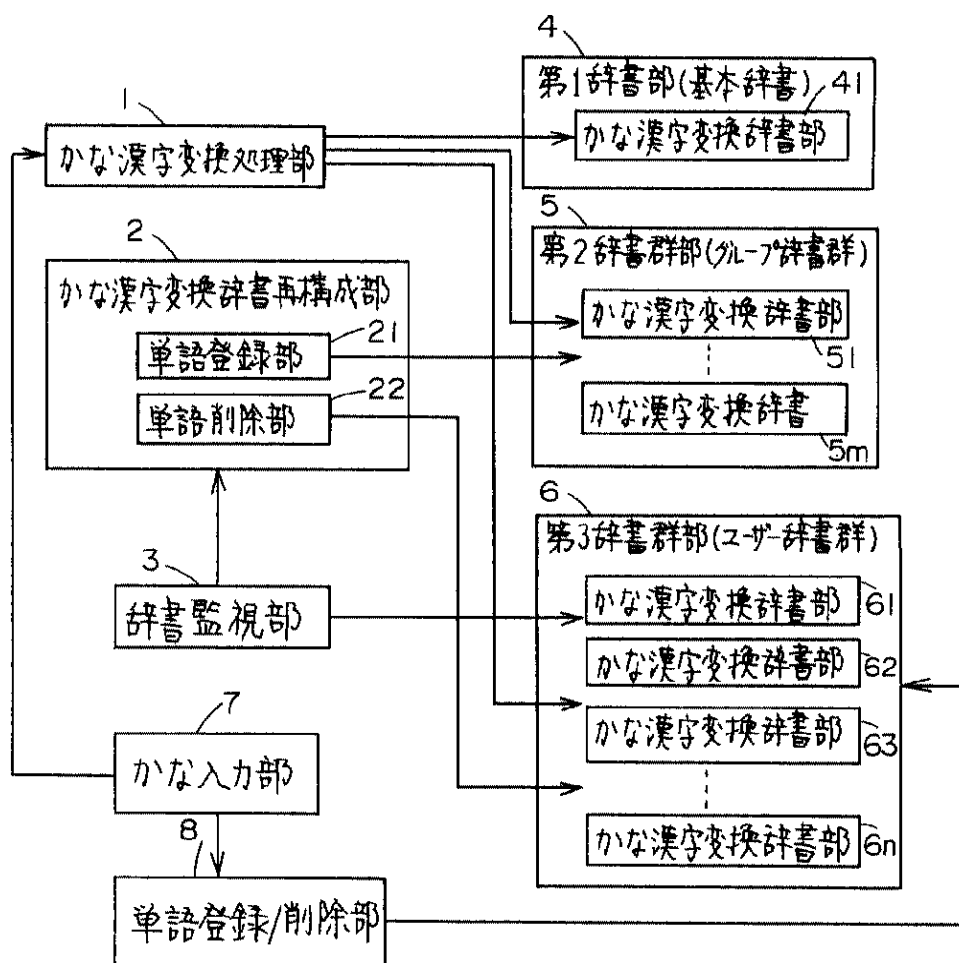 1
かな漢字変換処理部
2
かな漢字変換辞書再構成部
21
単語登録部
22
単語削除部
3
辞書監視部
7
かな入力部
8
単語登録/削除部
4
第1辞書部(基本辞書)
41
かな漢字変換辞書部
5
第2辞書群部(グループ辞書群)
かな漢字変換辞書部
51
かな漢字変換辞書
5m
6
第3辞書群部(ユーザー辞書群)
かな漢字変換辞書部
61
かな漢字変換辞書部
62
かな漢字変換辞書部
63
かな漢字変換辞書部
6n